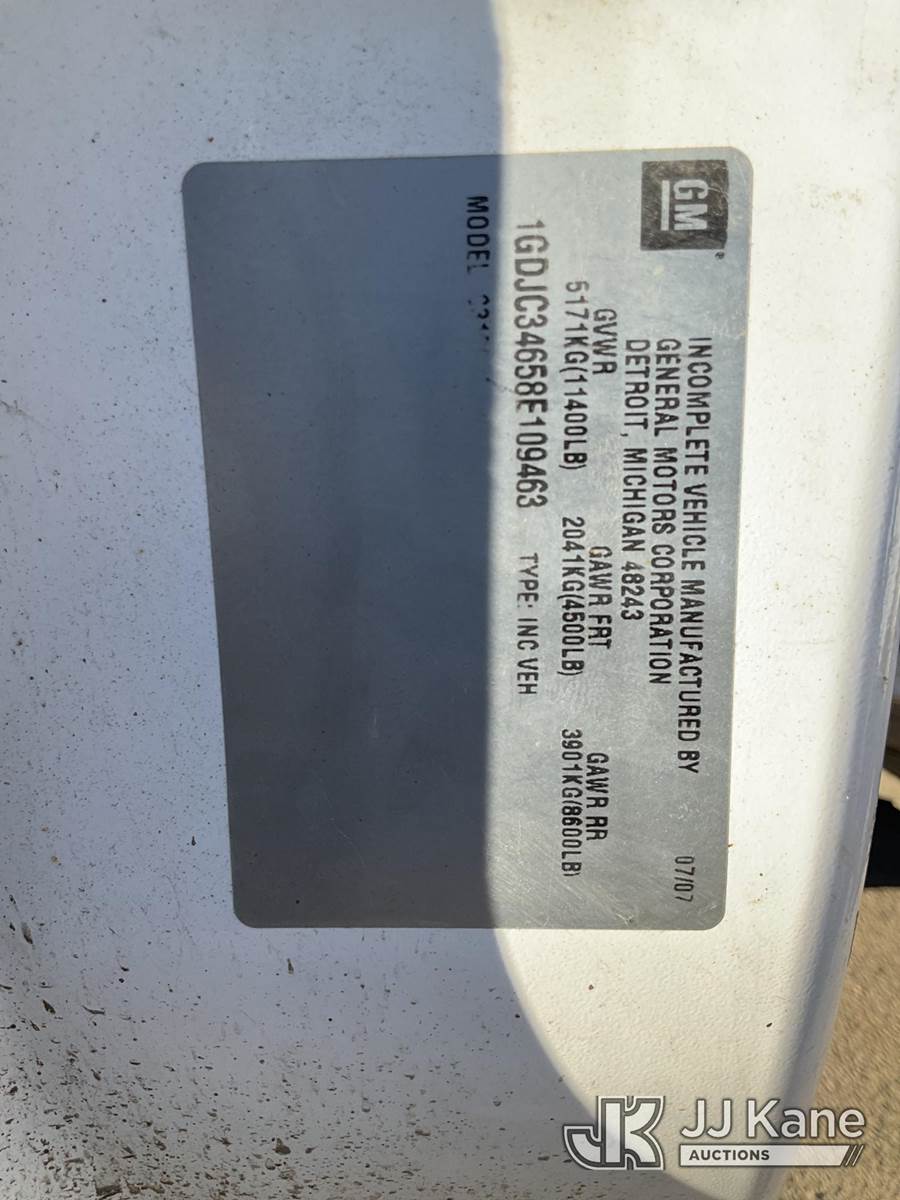 GM
INCOMPLETE VEHICLE MANUFACTURED BY 07/07
GENERAL MOTORS CORPORATION
DETROIT, MICHIGAN 48243
GVWR GAWR FRT GAWR RR
5171KG(11400LB) 2041KG(4500LB) 3901KG(8600LB)
1GDJC34658E109463 TYPE: INC VEH
MODEL
JK JJ Kane
AUCTIONS